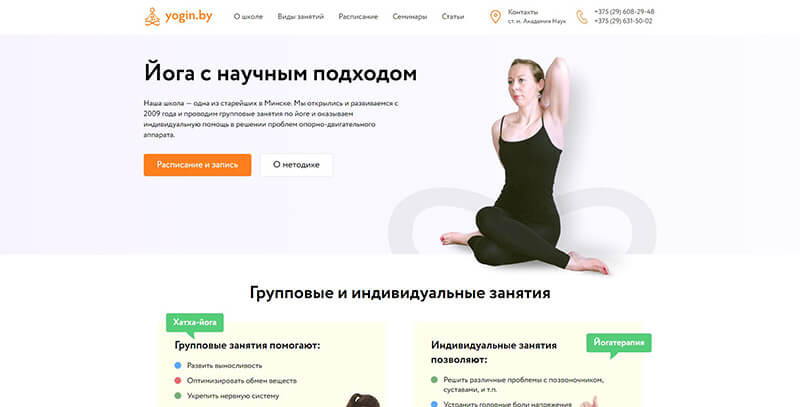 yogin.by
О школе Виды занятий Расписание Семинары Статьи
Контакты
ст. м. Академия Наук
+375 (29) 608-29-48
+375 (29) 631-50-02
Йога с научным подходом
Наша школа — одна из старейших в Минске. Мы открылись и развиваемся с
2009 года и проводим групповые занятия по йоге и оказываем
индивидуальную помощь в решении проблем опорно-двигательного
аппарата.
Расписание и запись
О методике
Групповые и индивидуальные занятия
Хатха-йога
Групповые занятия помогают:
Развить выносливость
Оптимизировать обмен веществ
Укрепить нервную систему
Йогатерапия
Индивидуальные занятия
позволяют:
Решить различные проблемы с позвоночником,
суставами, и т.п.
Устранить головные боли напряжения